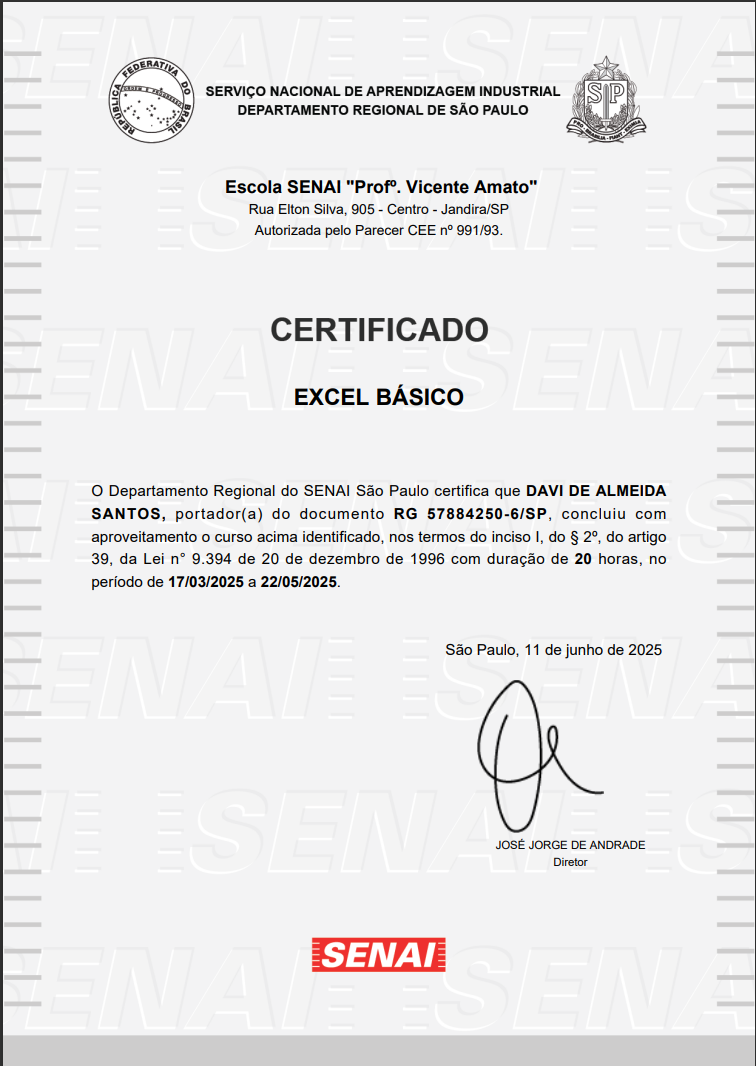 REPÚBLICA FEDERATIVA DO BRASIL
ORDEM E PROGRESSO
SERVIÇO NACIONAL DE APRENDIZAGEM INDUSTRIAL
DEPARTAMENTO REGIONAL DE SÃO PAULO
SP
Escola SENAI "Profº. Vicente Amato"
Rua Elton Silva, 905 - Centro - Jandira/SP
Autorizada pelo Parecer CEE nº 991/93.
CERTIFICADO
EXCEL BÁSICO
O Departamento Regional do SENAI São Paulo certifica que DAVI DE ALMEIDA
SANTOS, portador(a) do documento RG 57884250-6/SP, concluiu com
aproveitamento o curso acima identificado, nos termos do inciso I, do § 2º, do artigo
39, da Lei n° 9.394 de 20 de dezembro de 1996 com duração de 20 horas, no
período de 17/03/2025 a 22/05/2025.
São Paulo, 11 de junho de 2025
JOSÉ JORGE DE ANDRADE
Diretor
SENAI